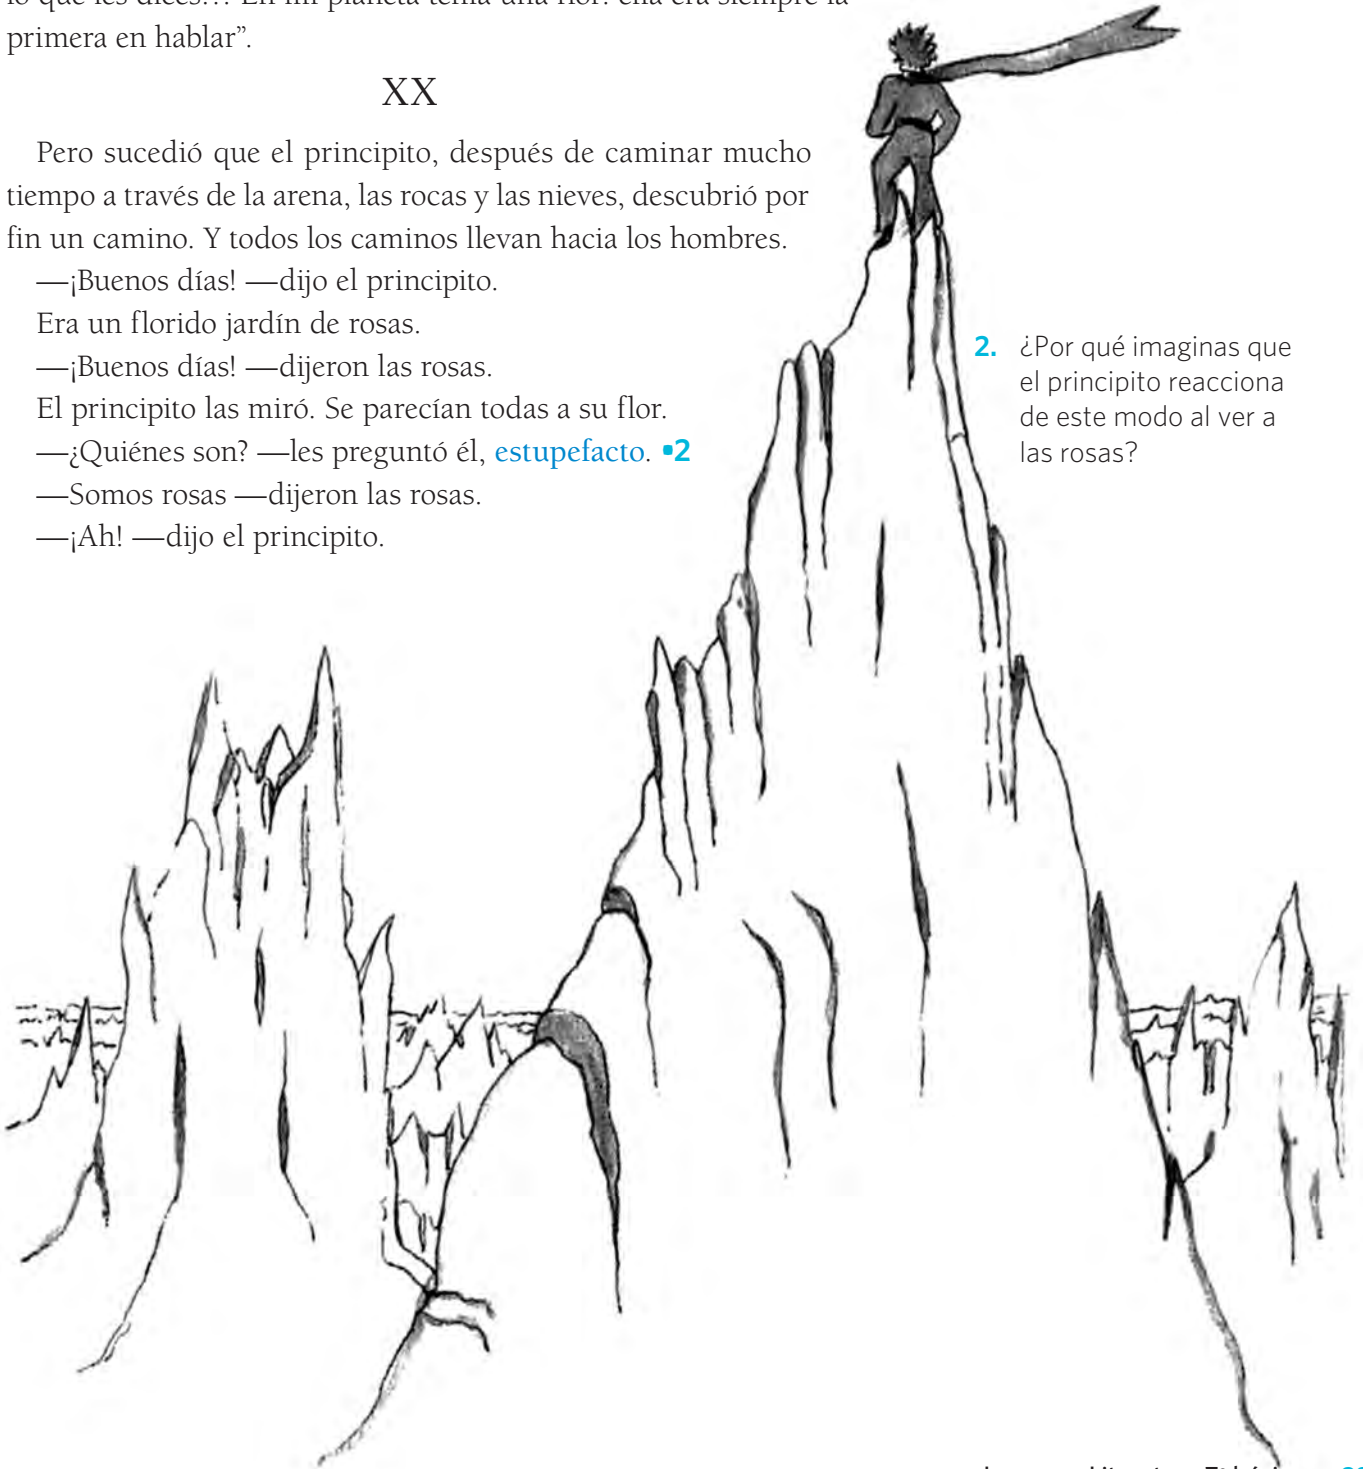 primera en hablar”.
XX
Pero sucedió que el principito, después de caminar mucho
tiempo a través de la arena, las rocas y las nieves, descubrió por
fin un camino. Y todos los caminos llevan hacia los hombres.
—¡Buenos días! —dijo el principito.
Era un florido jardín de rosas.
—¡Buenos días! —dijeron las rosas.
El principito las miró. Se parecían todas a su flor.
—¿Quiénes son? —les preguntó él, estupefacto. •2
—Somos rosas —dijeron las rosas.
—¡Ah! —dijo el principito.
2. ¿Por qué imaginas que
el principito reacciona
de este modo al ver a
las rosas?